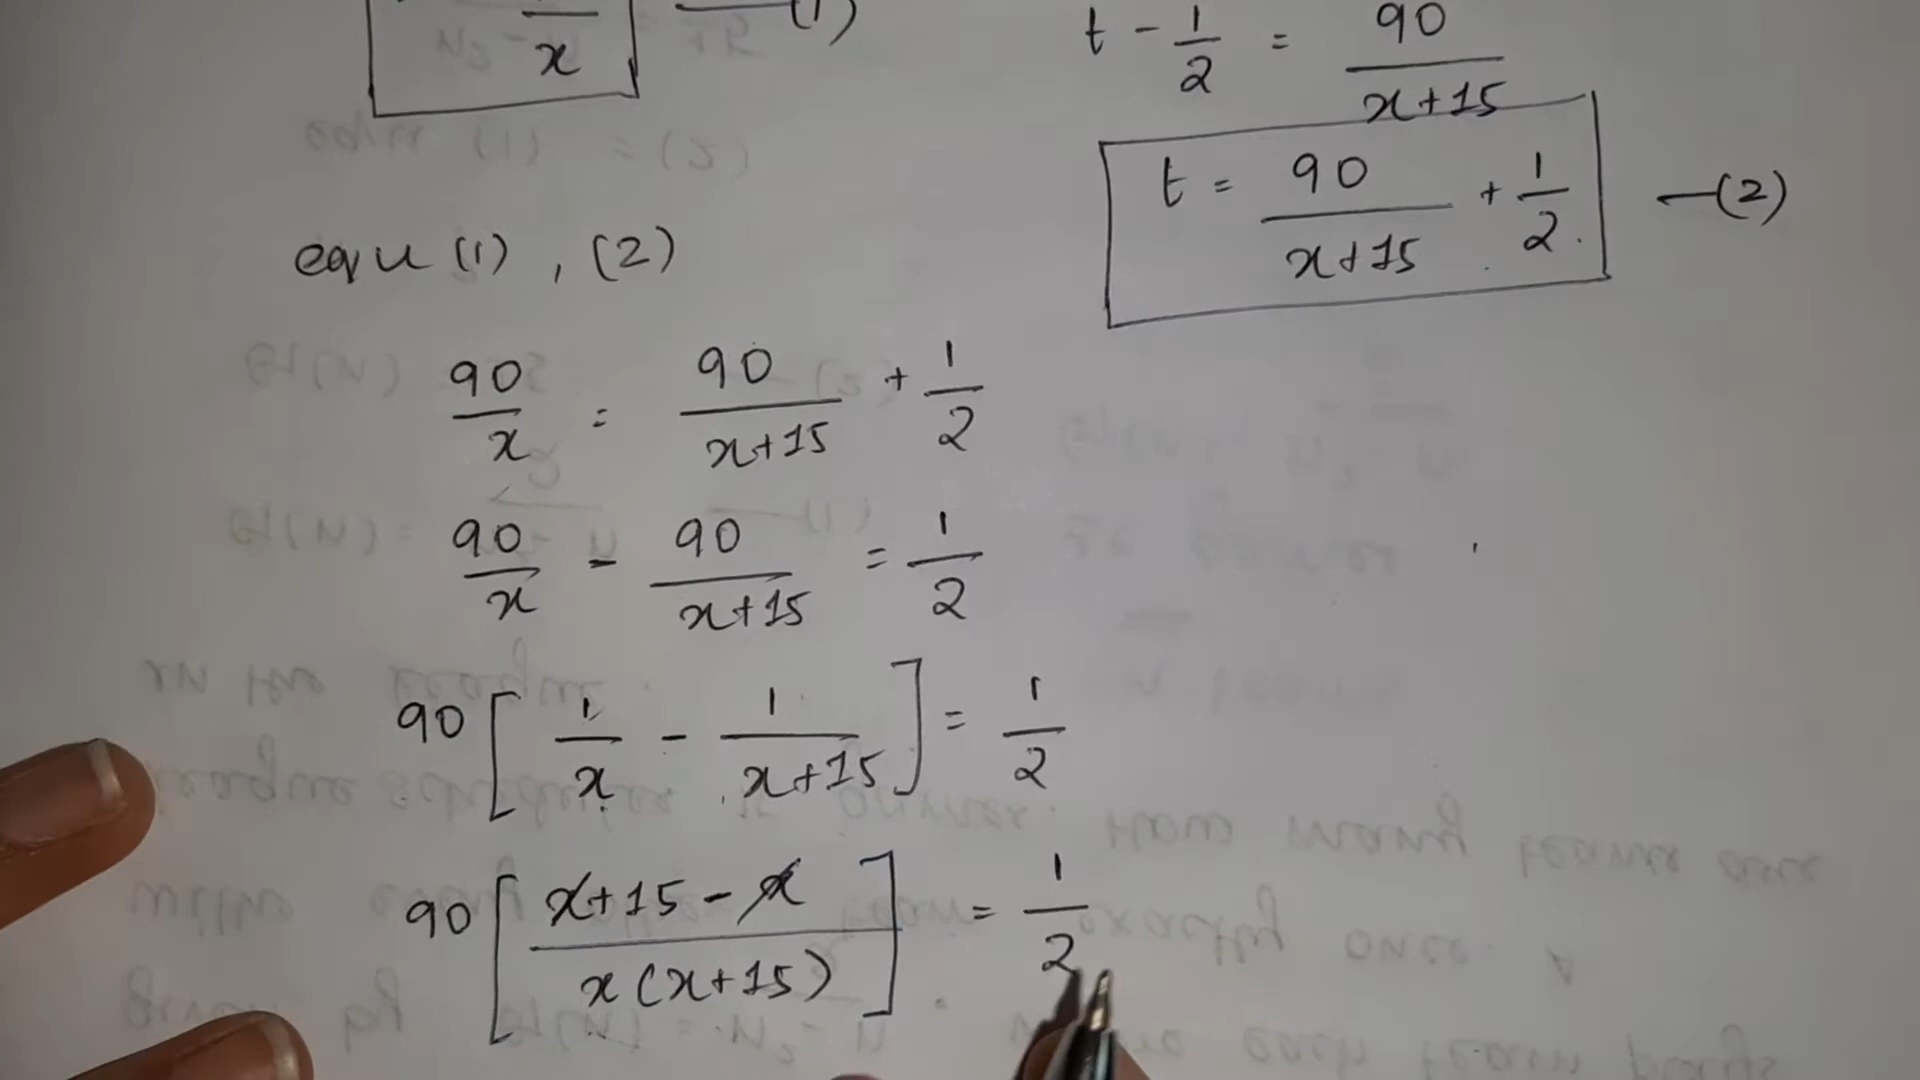 x —(1)
t - 1/2 = 90/(x+15)
t = 90/(x+15) + 1/2. —(2)
equ (1), (2)
90/x = 90/(x+15) + 1/2
90/x - 90/(x+15) = 1/2
90 [1/x - 1/(x+15)] = 1/2
90 [(x+15-x)/(x(x+15))] = 1/2